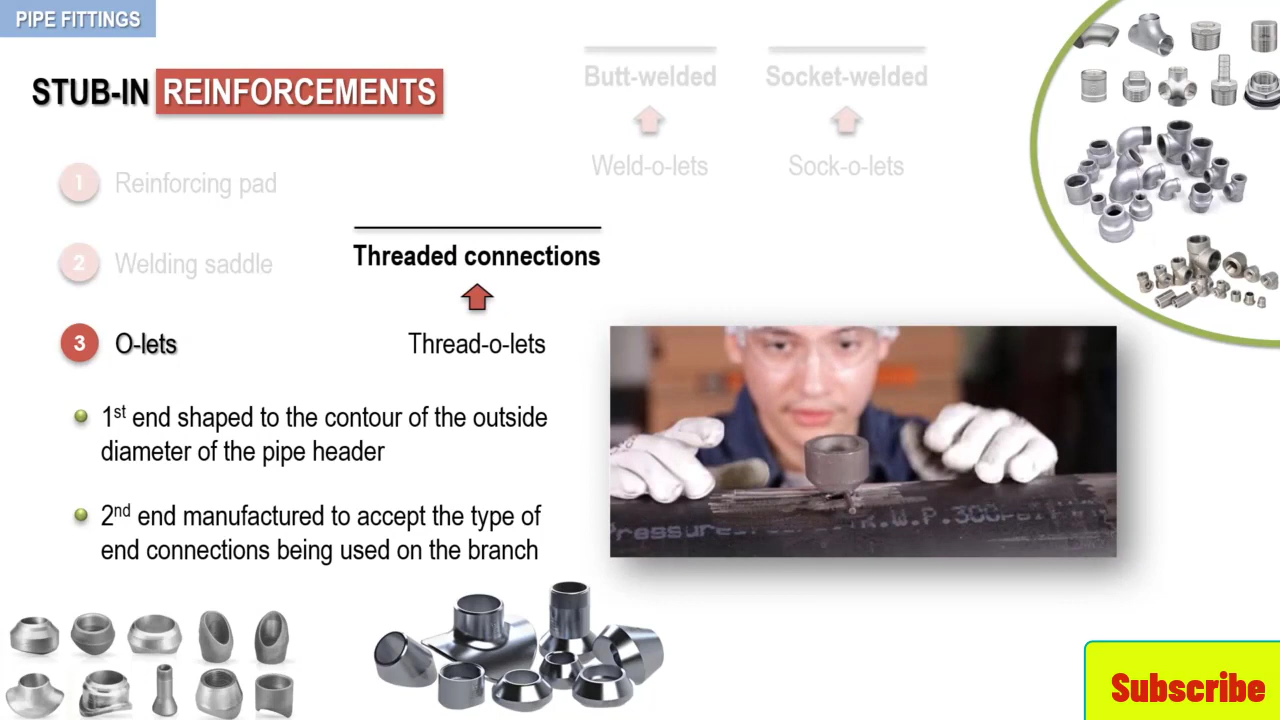 PIPE FITTINGS
STUB-IN REINFORCEMENTS
Butt-welded
Socket-welded
Weld-o-lets
Sock-o-lets
1 Reinforcing pad
2 Welding saddle
Threaded connections
3 O-lets
Thread-o-lets
1st end shaped to the contour of the outside
diameter of the pipe header
2nd end manufactured to accept the type of
end connections being used on the branch
ressure
R.W.P.300
Subscribe